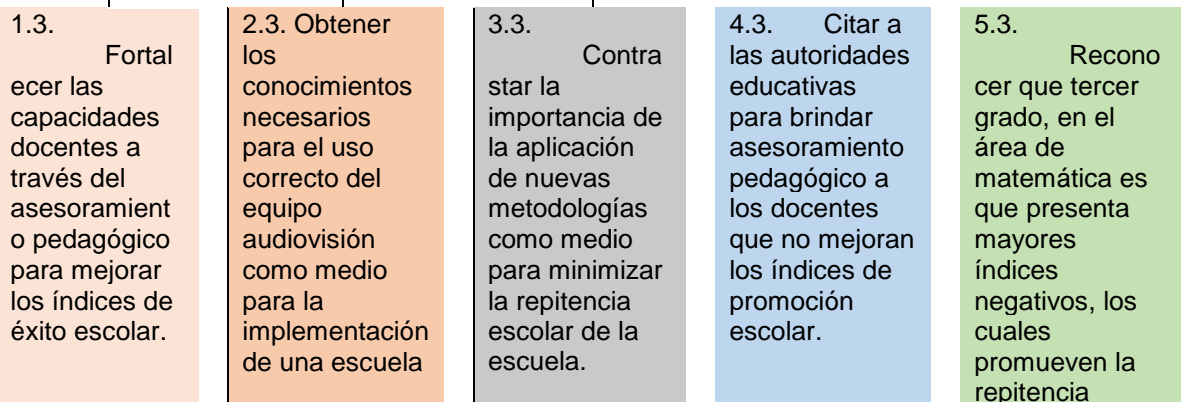 1.3.
Fortal
ecer las
capacidades
docentes a
través del
asesoramient
o pedagógico
para mejorar
los índices de
éxito escolar.
2.3. Obtener
los
conocimientos
necesarios
para el uso
correcto del
equipo
audiovisión
como medio
para la
implementación
de una escuela
3.3.
Contra
star la
importancia de
la aplicación
de nuevas
metodologías
como medio
para minimizar
la repitencia
escolar de la
escuela.
4.3. Citar a
las autoridades
educativas
para brindar
asesoramiento
pedagógico a
los docentes
que no mejoran
los índices de
promoción
escolar.
5.3.
Recono
cer que tercer
grado, en el
área de
matemática es
que presenta
mayores
índices
negativos, los
cuales
promueven la
repitencia